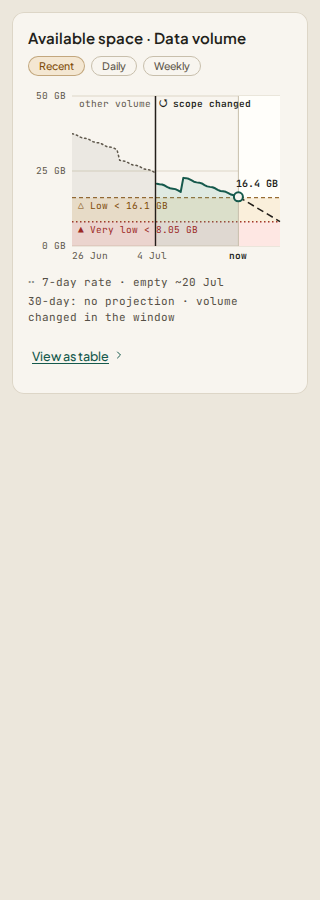 Available space · Data volume
Recent Daily Weekly
50 GB
other volume ↺ scope changed
25 GB
16.4 GB
△ Low < 16.1 GB
▲ Very low < 8.05 GB
0 GB
26 Jun 4 Jul now
╌ 7-day rate · empty ~20 Jul
30-day: no projection · volume
changed in the window
View as table ›